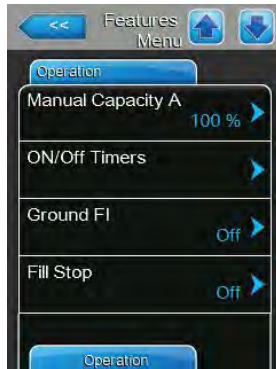 <<
Features
Menu
Operation
Manual Capacity A
100 %
ON/Off Timers
Ground FI
Off
Fill Stop
Off
Operation